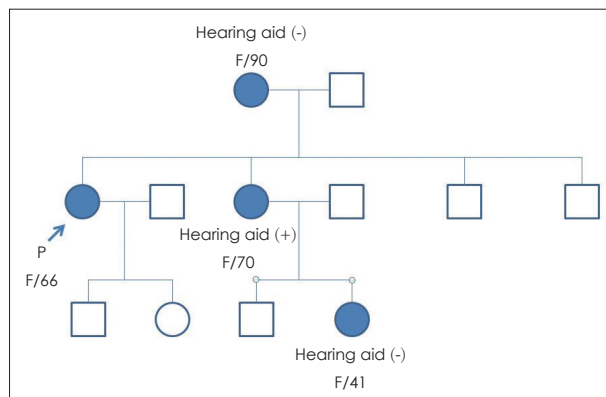 Hearing aid (-)
F/90
P
F/66
Hearing aid (+)
F/70
Hearing aid (-)
F/41